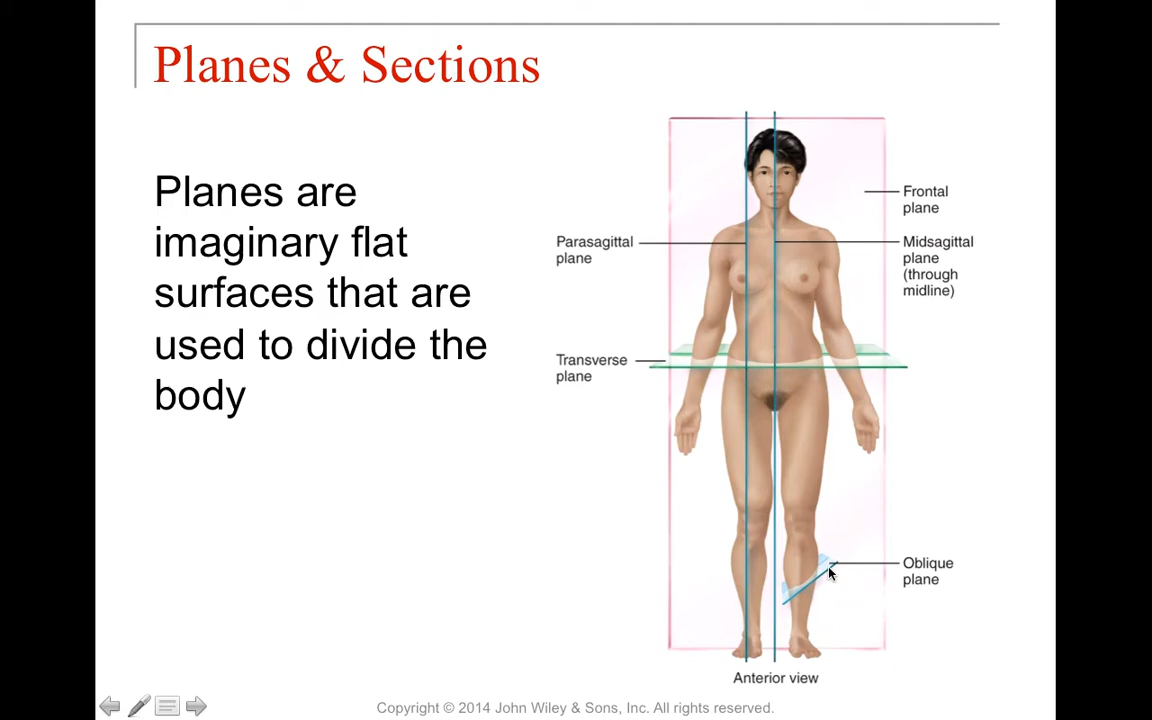 Planes & Sections
Planes are
imaginary flat
surfaces that are
used to divide the
body
Frontal
plane
Parasagittal
plane
Midsagittal
plane
(through
midline)
Transverse
plane
Oblique
plane
Anterior view
Copyright © 2014 John Wiley & Sons, Inc. All rights reserved.